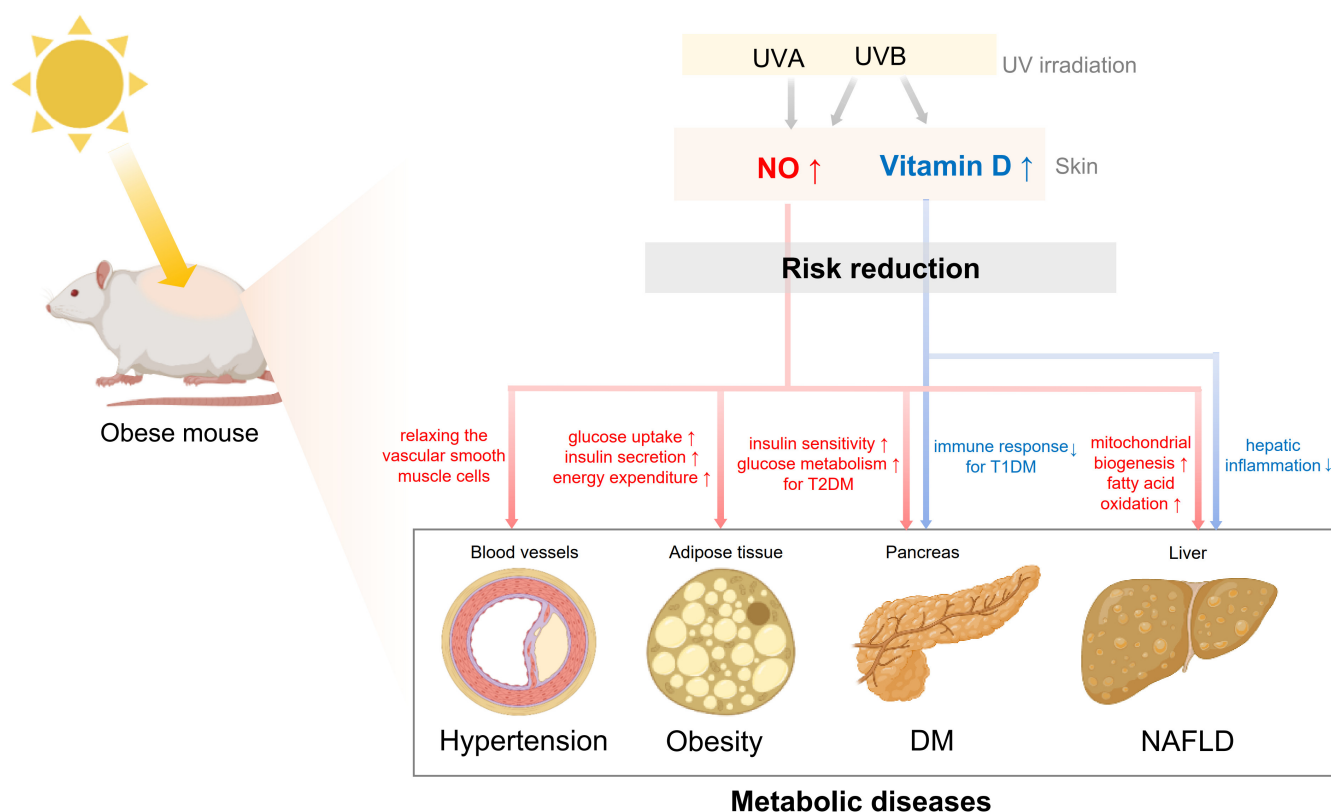 UVA UVB
UV irradiation
NO ↑ Vitamin D ↑
Skin
Risk reduction
Obese mouse
relaxing the
vascular smooth
muscle cells
glucose uptake ↑
insulin secretion ↑
energy expenditure ↑
insulin sensitivity ↑
glucose metabolism ↑
for T2DM
immune response↓
for T1DM
mitochondrial
biogenesis ↑
fatty acid
oxidation ↑
hepatic
inflammation ↓
Blood vessels
Adipose tissue
Pancreas
Liver
Hypertension
Obesity
DM
NAFLD
Metabolic diseases